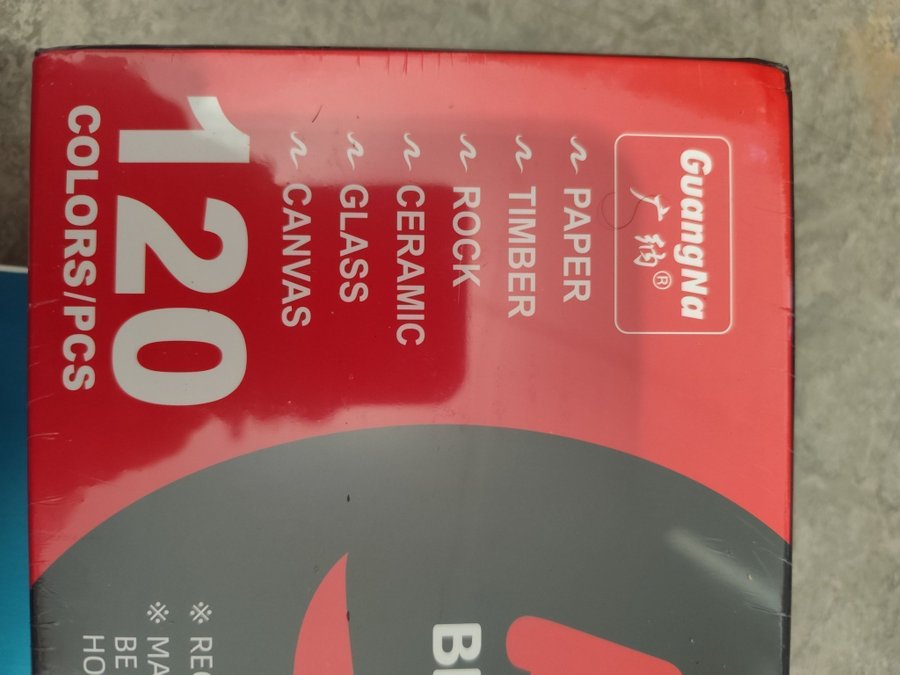 GuangNa
广纳®
PAPER
TIMBER
ROCK
CERAMIC
GLASS
CANVAS
120
COLORS/PCS